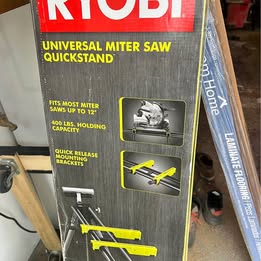 RYOBI
UNIVERSAL MITER SAW
QUICKSTAND™
FITS MOST MITER
SAWS UP TO 12"
400 LBS. HOLDING
CAPACITY
QUICK RELEASE
MOUNTING
BRACKETS
m Home
LAMINATE FLOORING